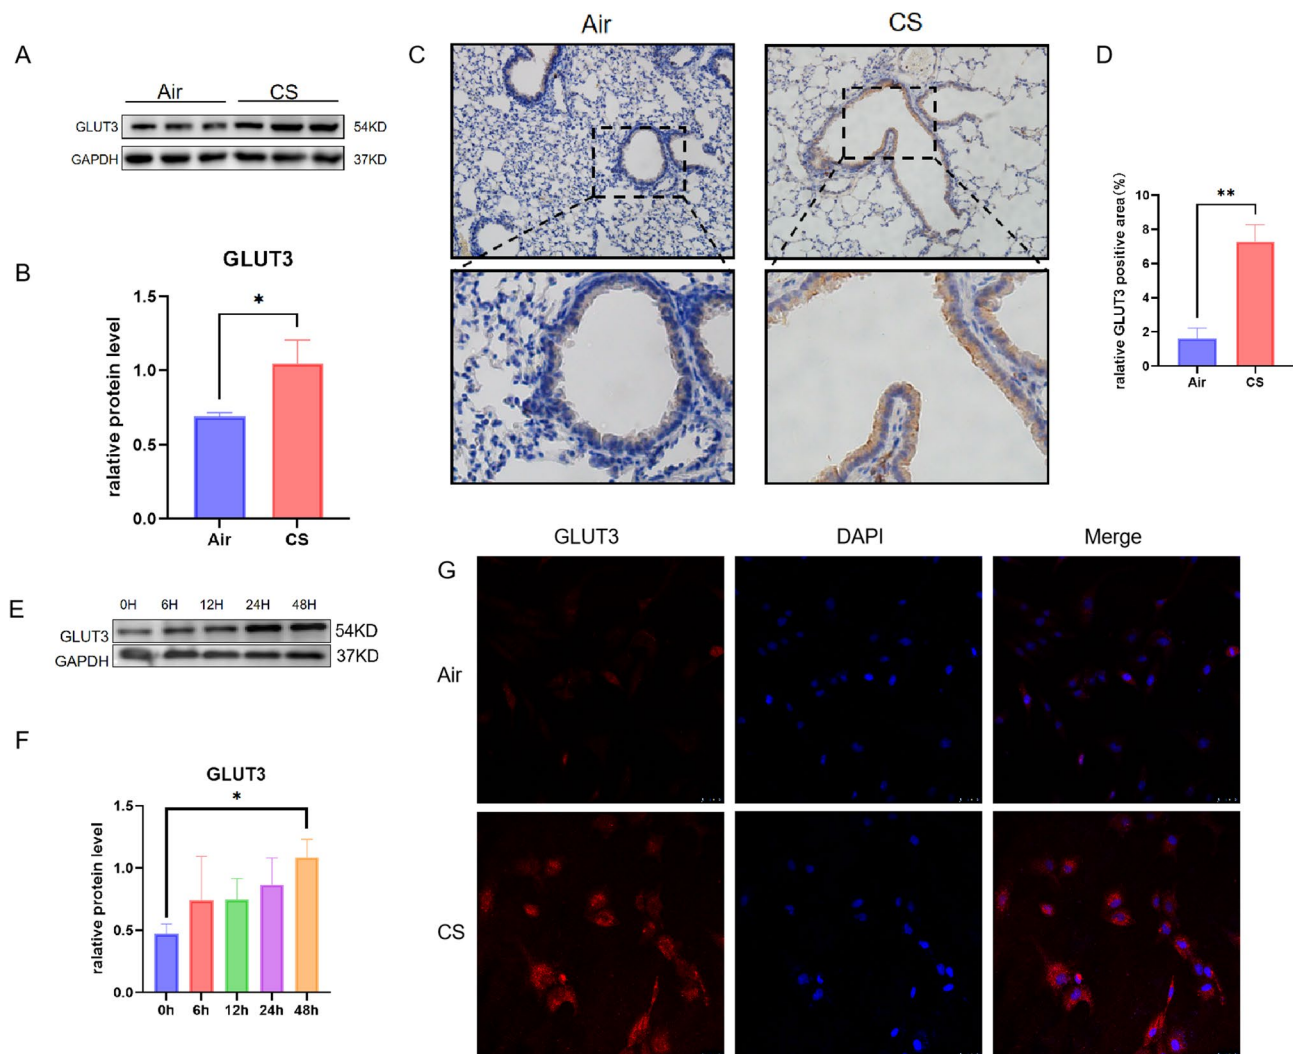 A
Air CS
GLUT3 54KD
GAPDH 37KD
B
GLUT3
*
1.5
1.0
0.5
0.0
ralative protein level
Air CS
C
Air CS
D
**
10
8
6
4
2
0
ralative GLUT3 positive area(%)
Air CS
E
0H 6H 12H 24H 48H
GLUT3 54KD
GAPDH 37KD
F
GLUT3
*
1.5
1.0
0.5
0.0
ralative protein level
0h 6h 12h 24h 48h
G
GLUT3 DAPI Merge
Air
CS